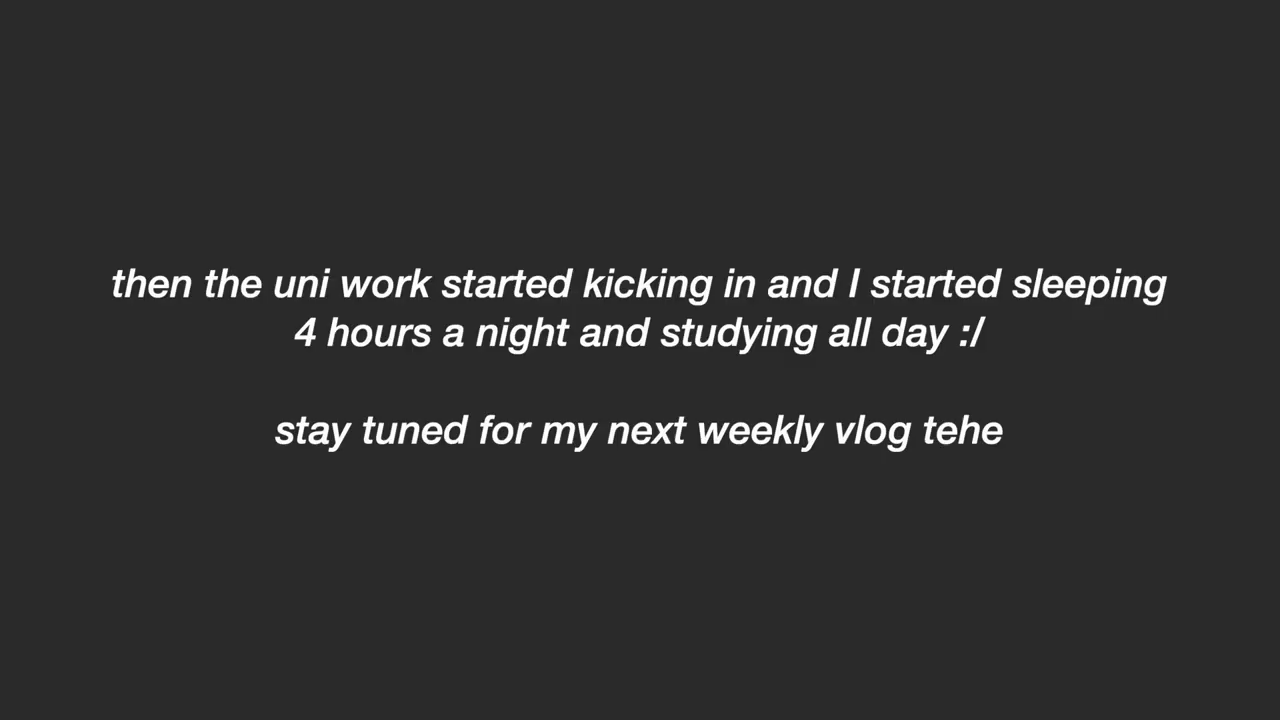 then the uni work started kicking in and I started sleeping
4 hours a night and studying all day :/
stay tuned for my next weekly vlog tehe